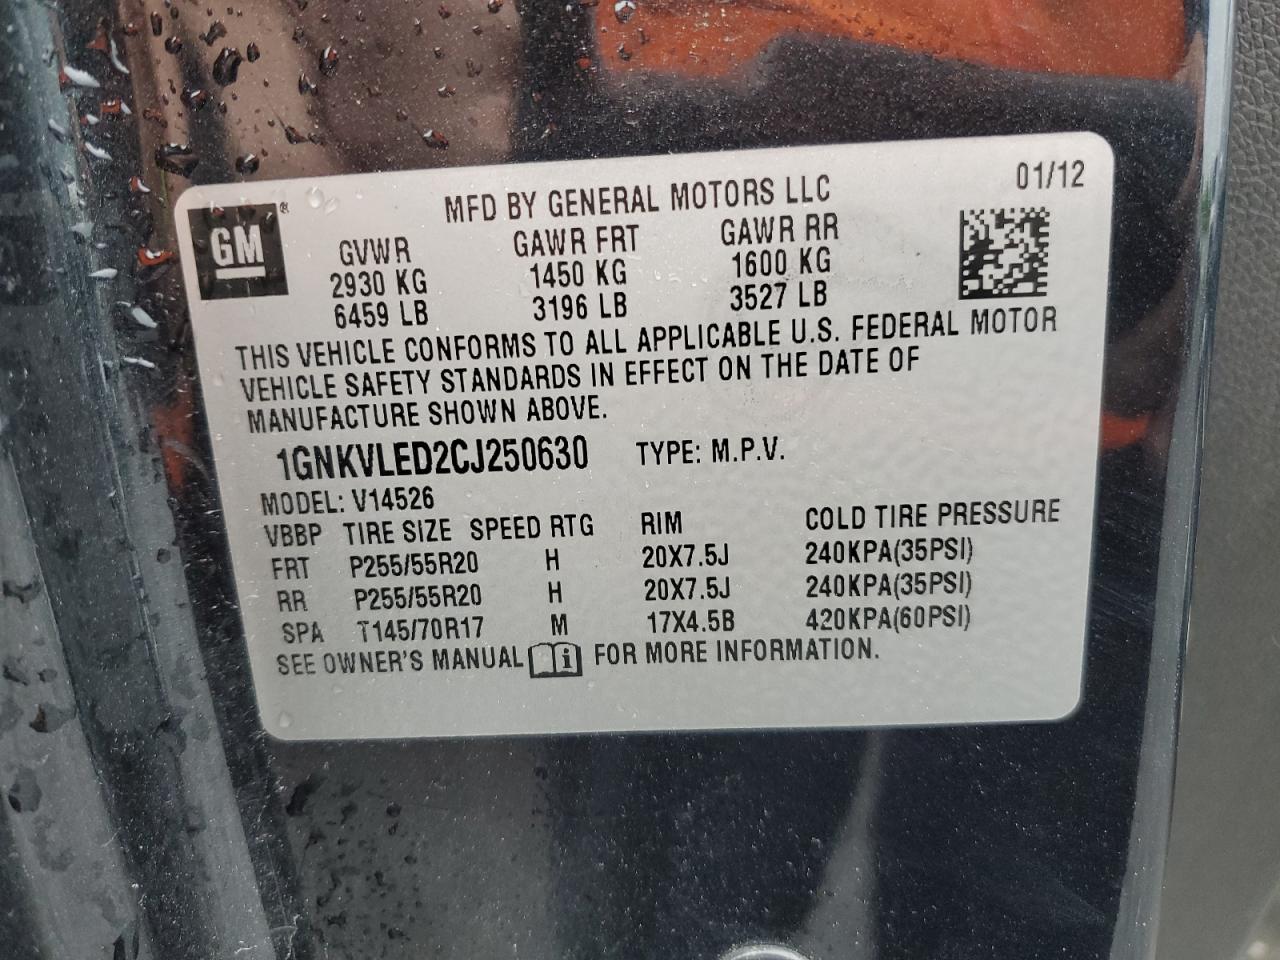 01/12
MFD BY GENERAL MOTORS LLC
GM ®
GVWR GAWR FRT GAWR RR
2930 KG 1450 KG 1600 KG
6459 LB 3196 LB 3527 LB
THIS VEHICLE CONFORMS TO ALL APPLICABLE U.S. FEDERAL MOTOR
VEHICLE SAFETY STANDARDS IN EFFECT ON THE DATE OF
MANUFACTURE SHOWN ABOVE.
1GNKVLED2CJ250630 TYPE: M.P.V.
MODEL: V14526
VBBP TIRE SIZE SPEED RTG RIM COLD TIRE PRESSURE
FRT P255/55R20 H 20X7.5J 240KPA(35PSI)
RR P255/55R20 H 20X7.5J 240KPA(35PSI)
SPA T145/70R17 M 17X4.5B 420KPA(60PSI)
SEE OWNER'S MANUAL i FOR MORE INFORMATION.